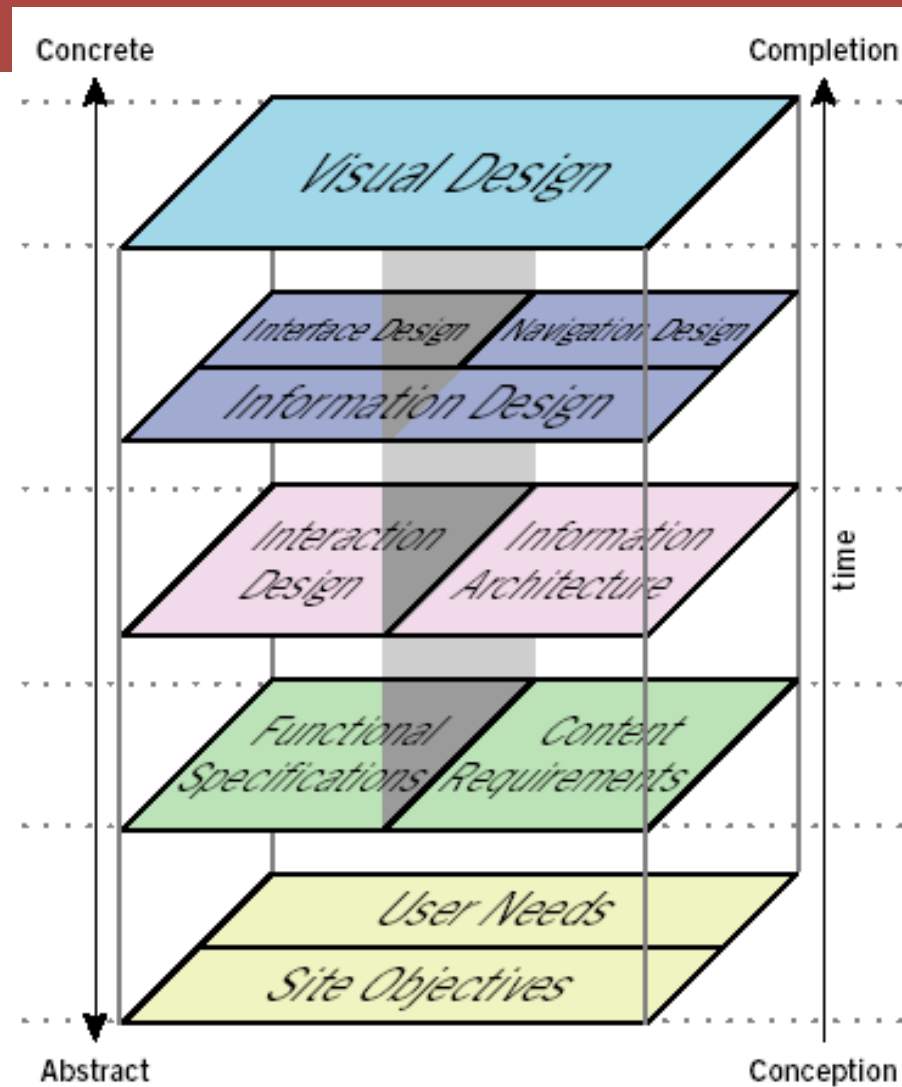 Concrete
Completion
Visual Design
Interface Design
Navigation Design
Information Design
Interaction
Design
Information
Architecture
time
Functional
Specifications
Content
Requirements
User Needs
Site Objectives
Abstract
Conception